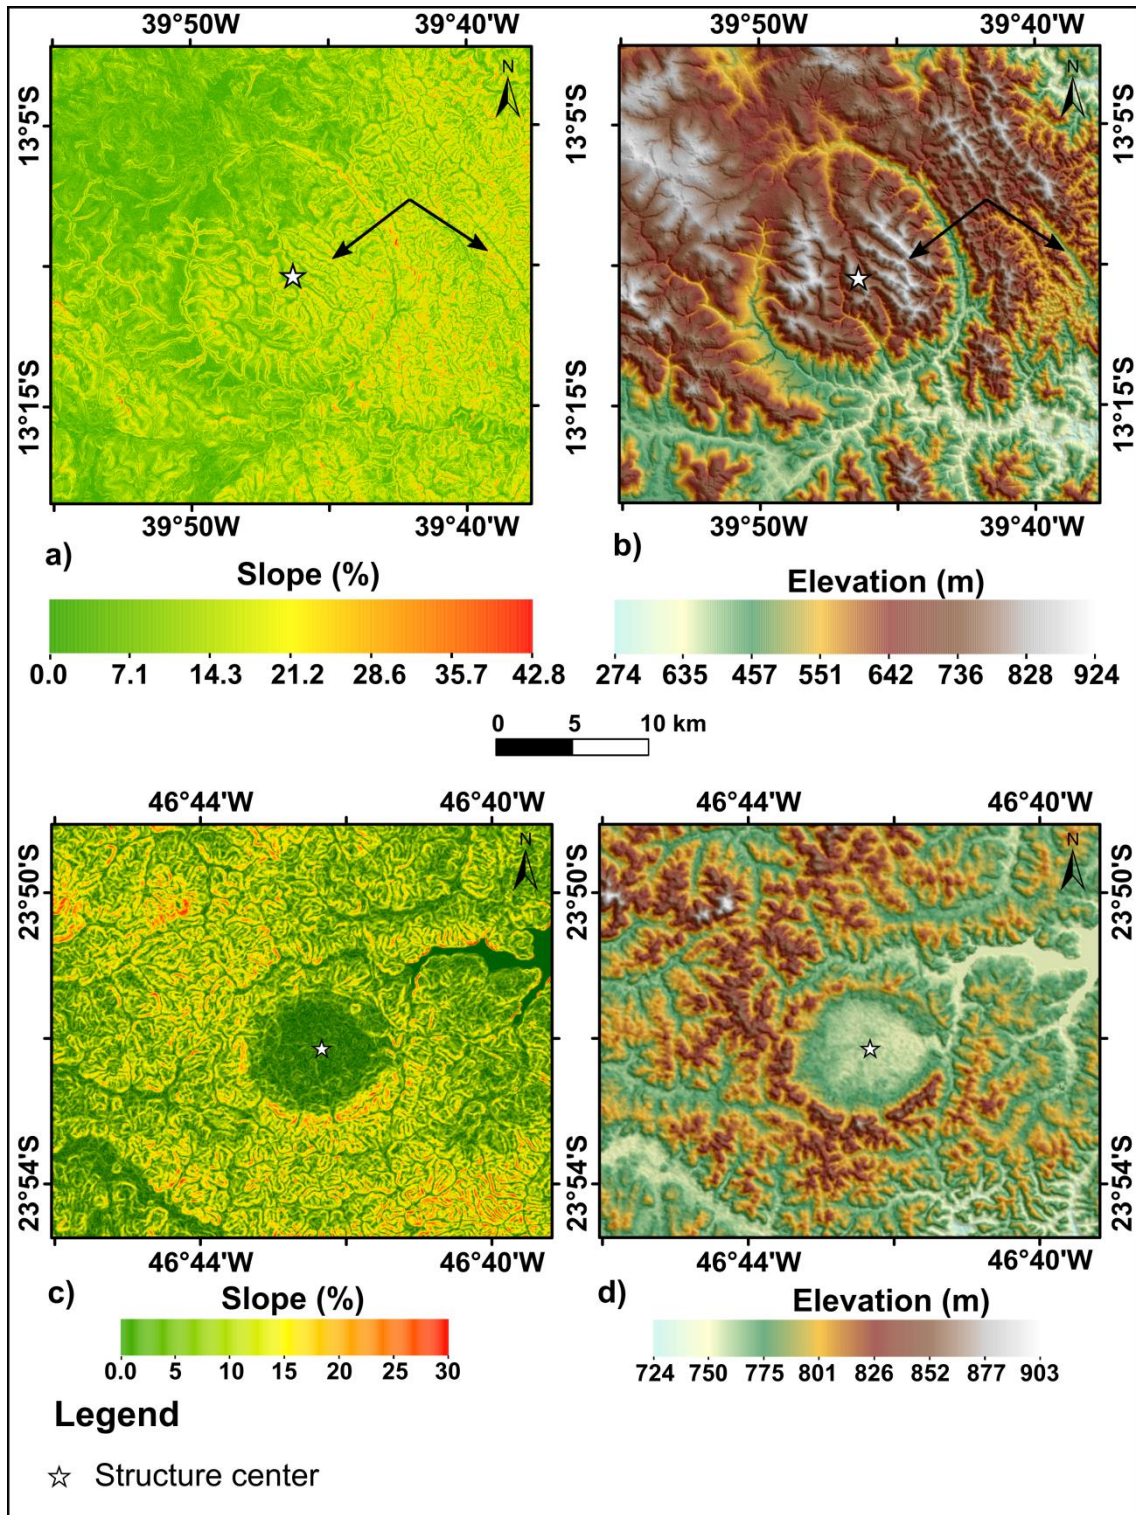 39°50'W 39°40'W 39°50'W 39°40'W
N N
13°5'S 13°5'S 13°5'S
13°15'S 13°15'S 13°15'S
39°50'W 39°40'W 39°50'W 39°40'W
a) b)
Slope (%) Elevation (m)
0.0 7.1 14.3 21.2 28.6 35.7 42.8 274 635 457 551 642 736 828 924
0 5 10 km
46°44'W 46°40'W 46°44'W 46°40'W
N N
23°50'S 23°50'S 23°50'S
23°54'S 23°54'S 23°54'S
46°44'W 46°40'W 46°44'W 46°40'W
c) Slope (%) d) Elevation (m)
0.0 5 10 15 20 25 30 724 750 775 801 826 852 877 903
Legend
Structure center